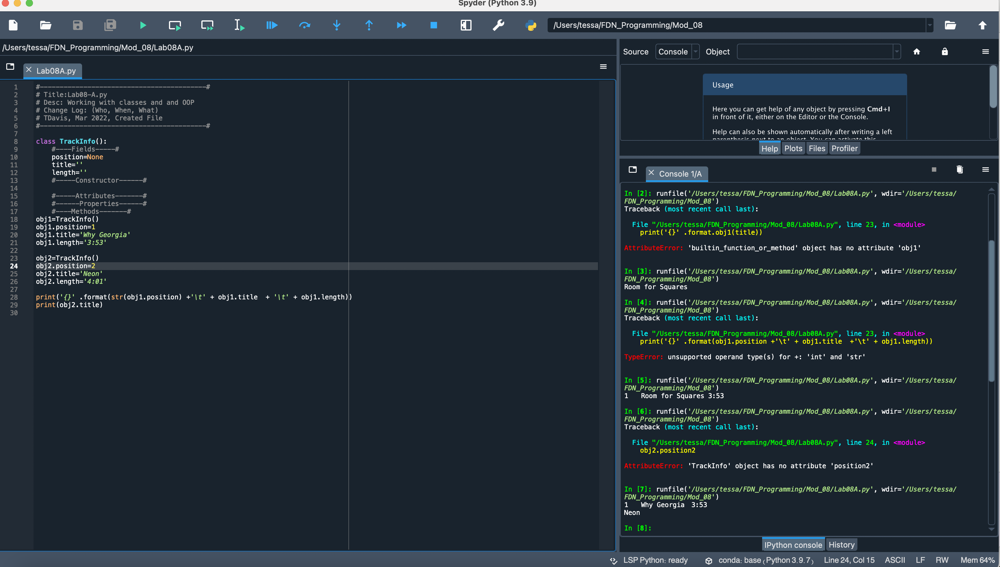 Spyder (Python 3.9)
/Users/tessa/FDN_Programming/Mod_08
/Users/tessa/FDN_Programming/Mod_08/Lab08A.py
Lab08A.py
1 #------------------------------------------#
2 # Title:Lab08-A.py
3 # Desc: Working with classes and and OOP
4 # Change Log: (Who, When, What)
5 # TDavis, Mar 2022, Created File
6 #------------------------------------------#
7
8 class TrackInfo():
9     #----Fields-----#
10     position=None
11     title=''
12     length=''
13     #-----Constructor------#
14
15     #-----Attributes-------#
16     #------Properties------#
17     #----Methods-------#
18 obj1=TrackInfo()
19 obj1.position=1
20 obj1.title='Why Georgia'
21 obj1.length='3:53'
22
23 obj2=TrackInfo()
24 obj2.position=2
25 obj2.title='Neon'
26 obj2.length='4:01'
27
28 print('{}' .format(str(obj1.position) +'\t' + obj1.title  + '\t' + obj1.length))
29 print(obj2.title)
30
Source Console Object
Usage
Here you can get help of any object by pressing Cmd+I
in front of it, either on the Editor or the Console.
Help can also be shown automatically after writing a left
parenthesis next to an object. You can activate this
Help Plots Files Profiler
Console 1/A
In [2]: runfile('/Users/tessa/FDN_Programming/Mod_08/Lab08A.py', wdir='/Users/tessa/
FDN_Programming/Mod_08')
Traceback (most recent call last):
  File "/Users/tessa/FDN_Programming/Mod_08/Lab08A.py", line 23, in <module>
    print('{}' .format.obj1(title))
AttributeError: 'builtin_function_or_method' object has no attribute 'obj1'
In [3]: runfile('/Users/tessa/FDN_Programming/Mod_08/Lab08A.py', wdir='/Users/tessa/
FDN_Programming/Mod_08')
Room for Squares
In [4]: runfile('/Users/tessa/FDN_Programming/Mod_08/Lab08A.py', wdir='/Users/tessa/
FDN_Programming/Mod_08')
Traceback (most recent call last):
  File "/Users/tessa/FDN_Programming/Mod_08/Lab08A.py", line 23, in <module>
    print('{}' .format(obj1.position +'\t' + obj1.title  +'\t' + obj1.length))
TypeError: unsupported operand type(s) for +: 'int' and 'str'
In [5]: runfile('/Users/tessa/FDN_Programming/Mod_08/Lab08A.py', wdir='/Users/tessa/
FDN_Programming/Mod_08')
1   Room for Squares 3:53
In [6]: runfile('/Users/tessa/FDN_Programming/Mod_08/Lab08A.py', wdir='/Users/tessa/
FDN_Programming/Mod_08')
Traceback (most recent call last):
  File "/Users/tessa/FDN_Programming/Mod_08/Lab08A.py", line 24, in <module>
    obj2.position2
AttributeError: 'TrackInfo' object has no attribute 'position2'
In [7]: runfile('/Users/tessa/FDN_Programming/Mod_08/Lab08A.py', wdir='/Users/tessa/
FDN_Programming/Mod_08')
1   Why Georgia  3:53
Neon
In [8]:
IPython console History
LSP Python: ready conda: base (Python 3.9.7) Line 24, Col 15 ASCII LF RW Mem 64%